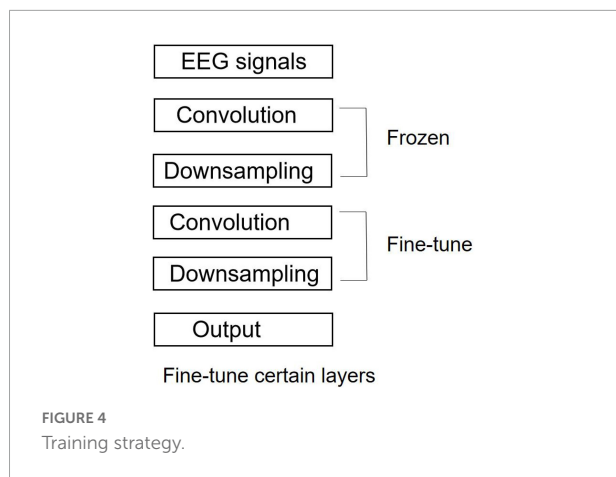 EEG signals
Convolution
Frozen
Downsampling
Convolution
Fine-tune
Downsampling
Output
Fine-tune certain layers
FIGURE 4
Training strategy.